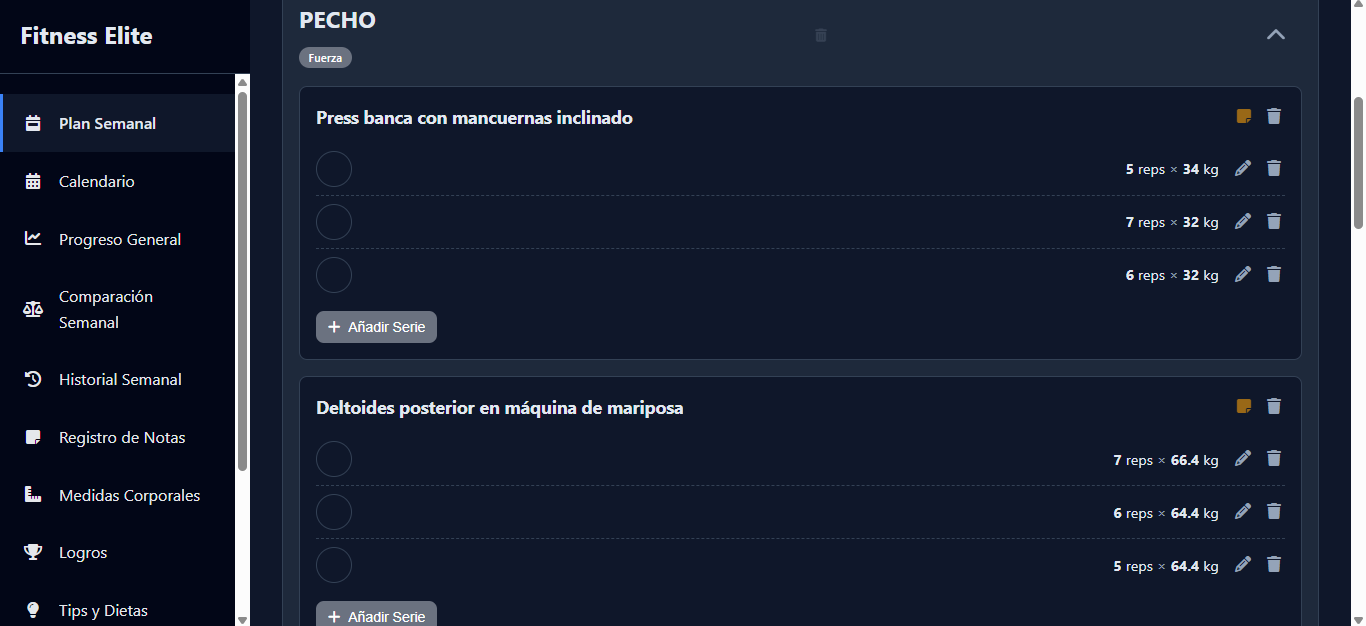 Fitness Elite
Plan Semanal
Calendario
Progreso General
Comparación
Semanal
Historial Semanal
Registro de Notas
Medidas Corporales
Logros
Tips y Dietas
PECHO
Fuerza
Press banca con mancuernas inclinado
5 reps × 34 kg
7 reps × 32 kg
6 reps × 32 kg
+ Añadir Serie
Deltoides posterior en máquina de mariposa
7 reps × 66.4 kg
6 reps × 64.4 kg
5 reps × 64.4 kg
+ Añadir Serie